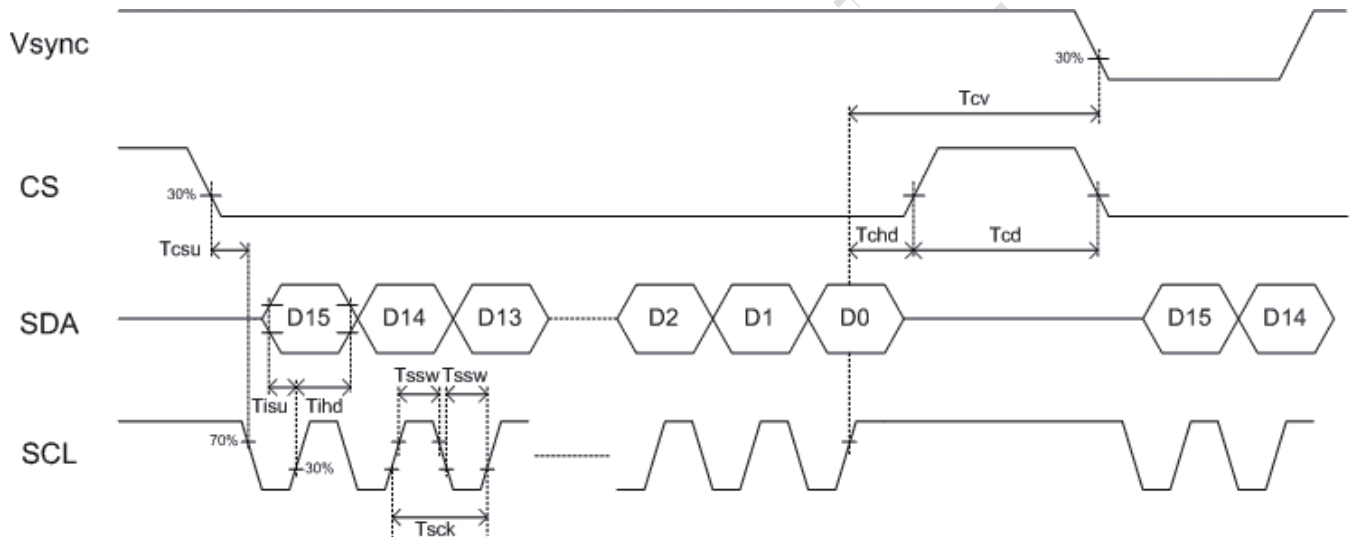 Vsync
30%
Tcv
CS
30%
Tcsu
Tchd
Tcd
SDA
D15
D14
D13
D2
D1
D0
D15
D14
Tisu
Tihd
Tssw
Tssw
SCL
70%
30%
Tsck